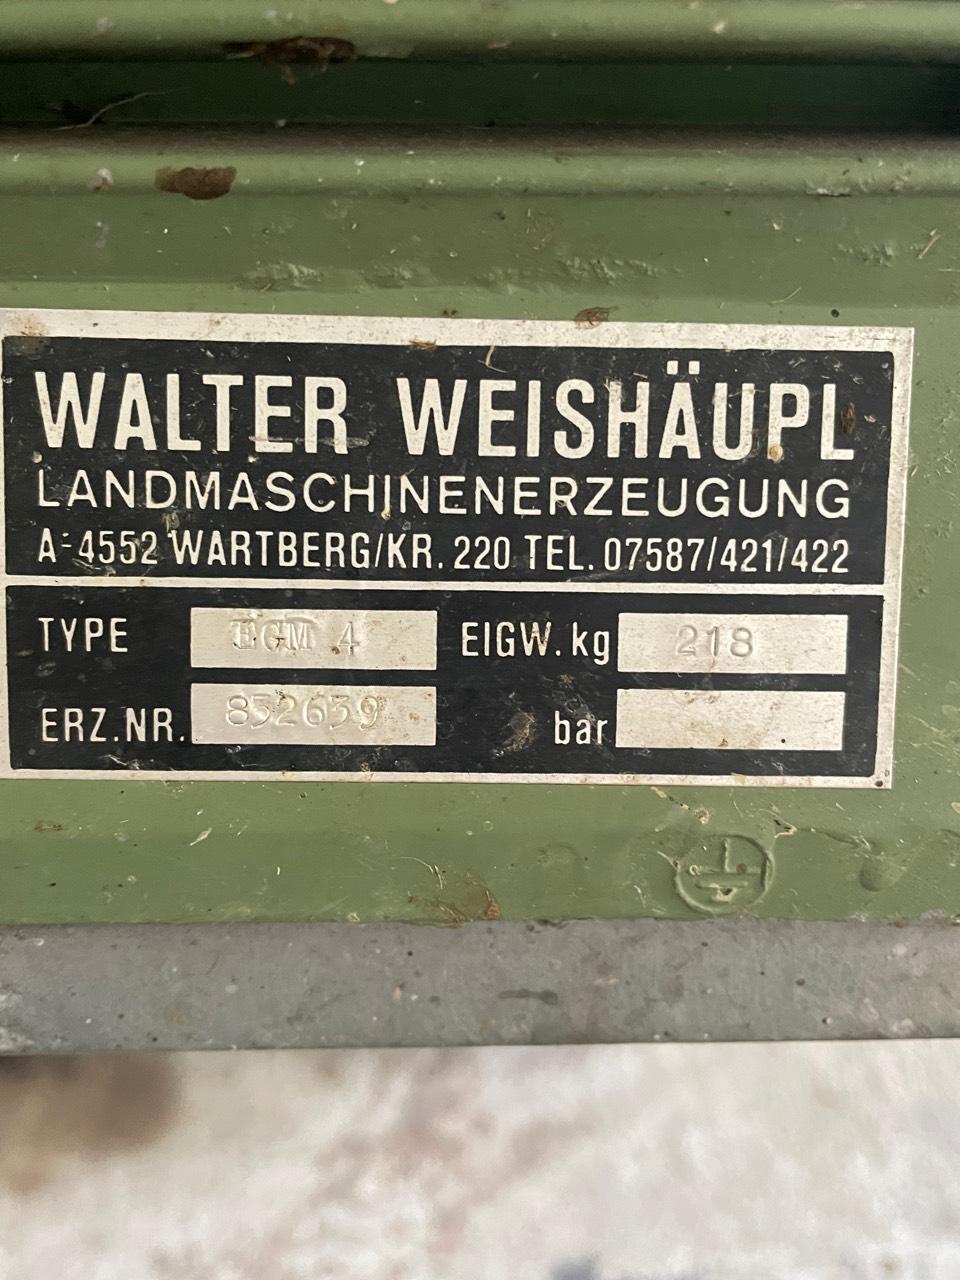 WALTER WEISHÄUPL
LANDMASCHINENERZEUGUNG
A-4552 WARTBERG/KR. 220 TEL. 07587/421/422
TYPE EGM 4 EIGW. kg 218
ERZ.NR. 832639 bar